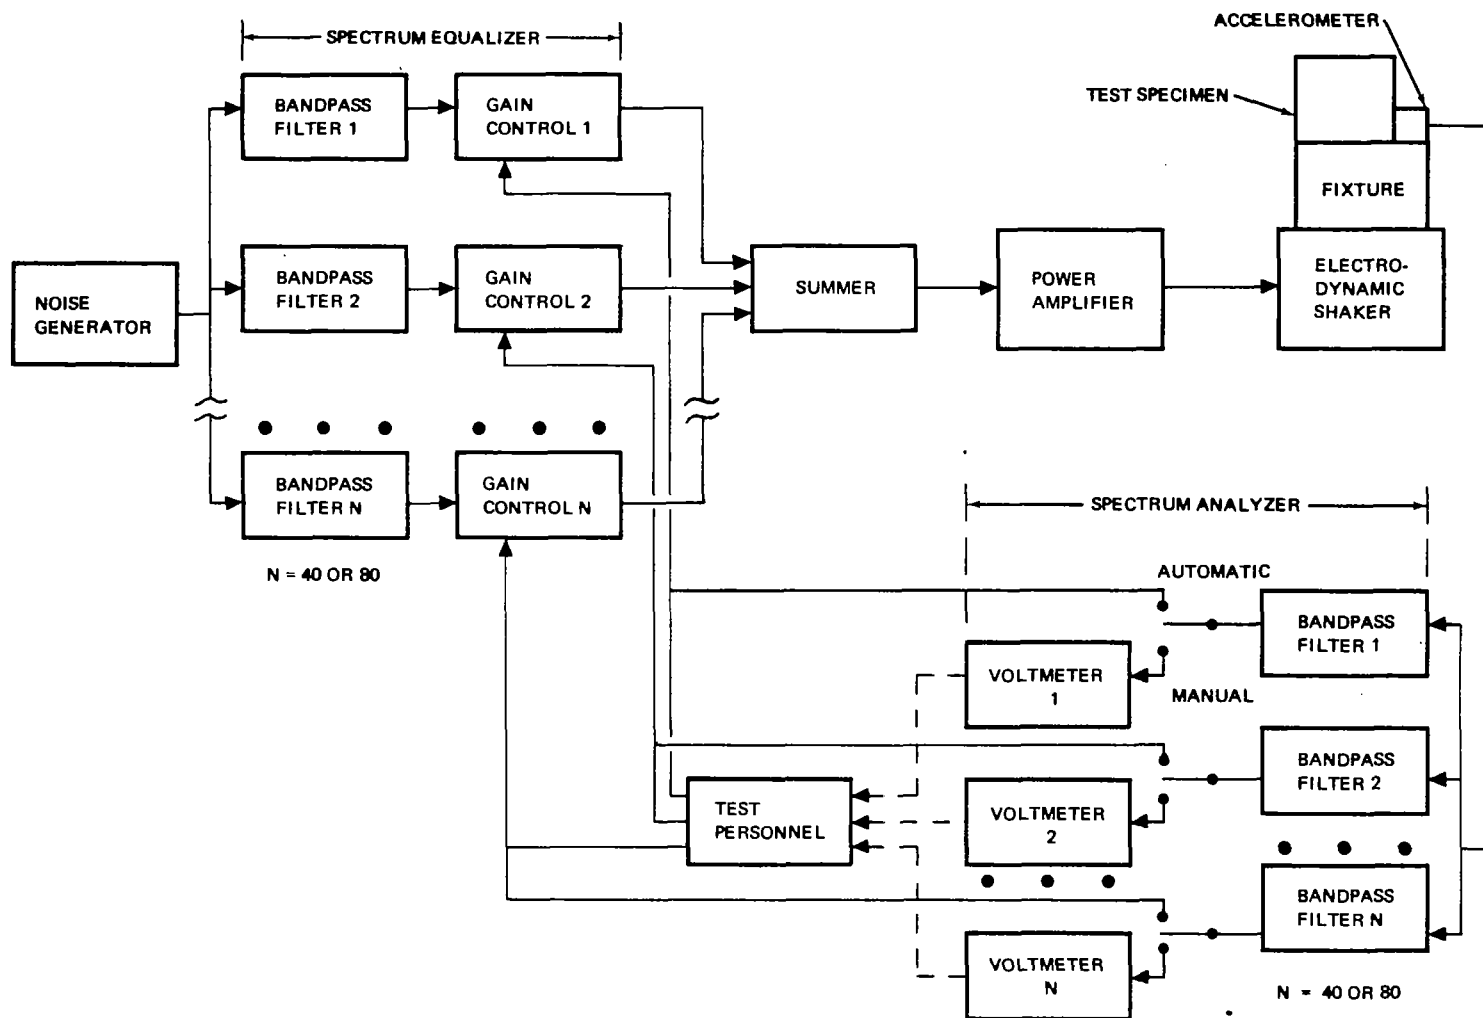 ACCELEROMETER
SPECTRUM EQUALIZER
TEST SPECIMEN
BANDPASS
FILTER 1
GAIN
CONTROL 1
FIXTURE
BANDPASS
FILTER 2
GAIN
CONTROL 2
NOISE
GENERATOR
SUMMER
POWER
AMPLIFIER
ELECTRO-
DYNAMIC
SHAKER
BANDPASS
FILTER N
GAIN
CONTROL N
N = 40 OR 80
SPECTRUM ANALYZER
AUTOMATIC
BANDPASS
FILTER 1
VOLTMETER
1
MANUAL
BANDPASS
FILTER 2
TEST
PERSONNEL
VOLTMETER
2
BANDPASS
FILTER N
VOLTMETER
N
N = 40 OR 80